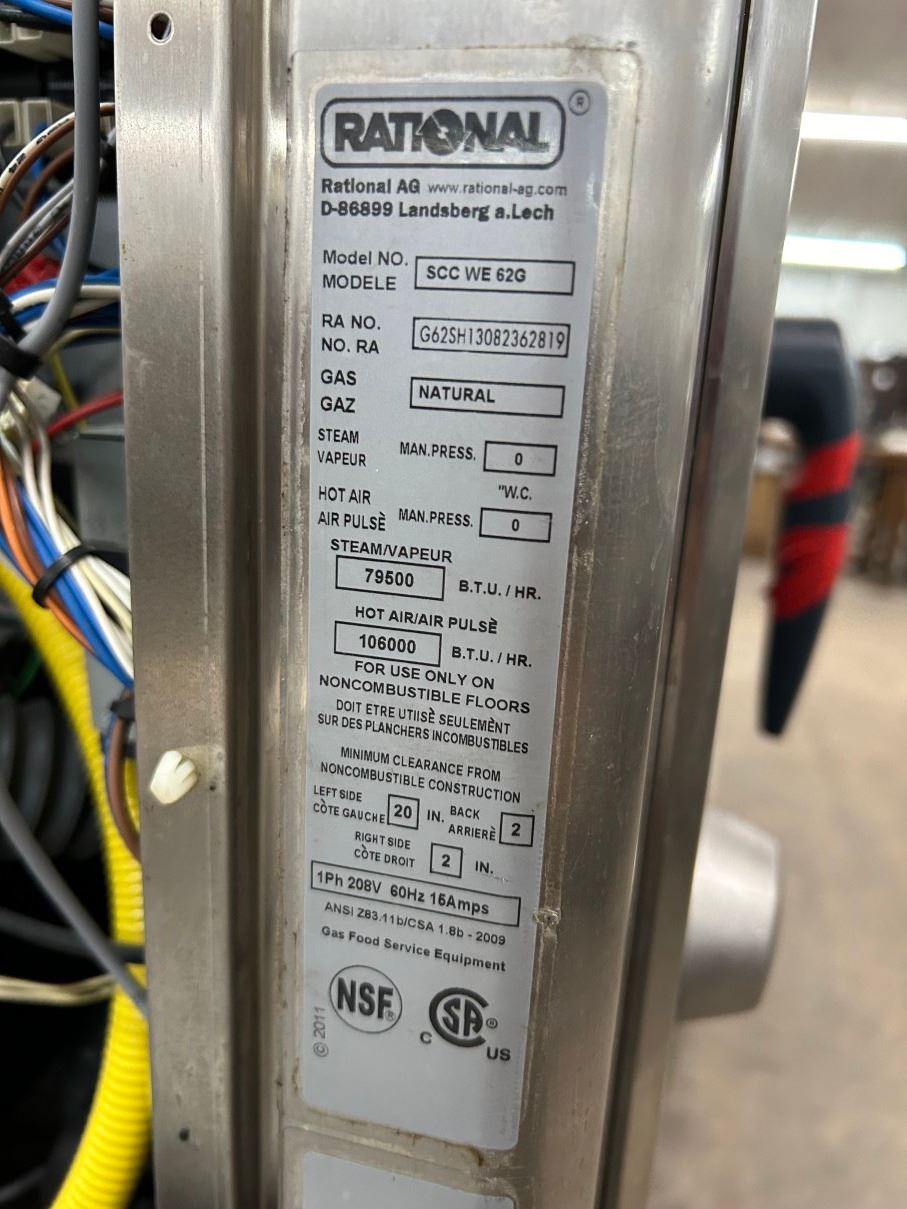 RATIONAL ®
Rational AG www.rational-ag.com
D-86899 Landsberg a.Lech
Model NO.
MODELE
SCC WE 62G
RA NO.
NO. RA
G62SH13082362819
GAS
GAZ
NATURAL
STEAM
VAPEUR
MAN.PRESS. 0
"W.C.
HOT AIR
AIR PULSÈ
MAN.PRESS. 0
STEAM/VAPEUR
79500 B.T.U. / HR.
HOT AIR/AIR PULSÈ
106000 B.T.U. / HR.
FOR USE ONLY ON
NONCOMBUSTIBLE FLOORS
DOIT ETRE UTIISÈ SEULEMENT
SUR DES PLANCHERS INCOMBUSTIBLES
MINIMUM CLEARANCE FROM
NONCOMBUSTIBLE CONSTRUCTION
LEFT SIDE
CÒTE GAUCHE 20 IN.
BACK
ARRIERÈ 2
RIGHT SIDE
CÒTE DROIT 2 IN.
1Ph 208V 60Hz 15Amps
ANSI Z83.11b/CSA 1.8b - 2009
Gas Food Service Equipment
© 2011
NSF®
C SA ® US